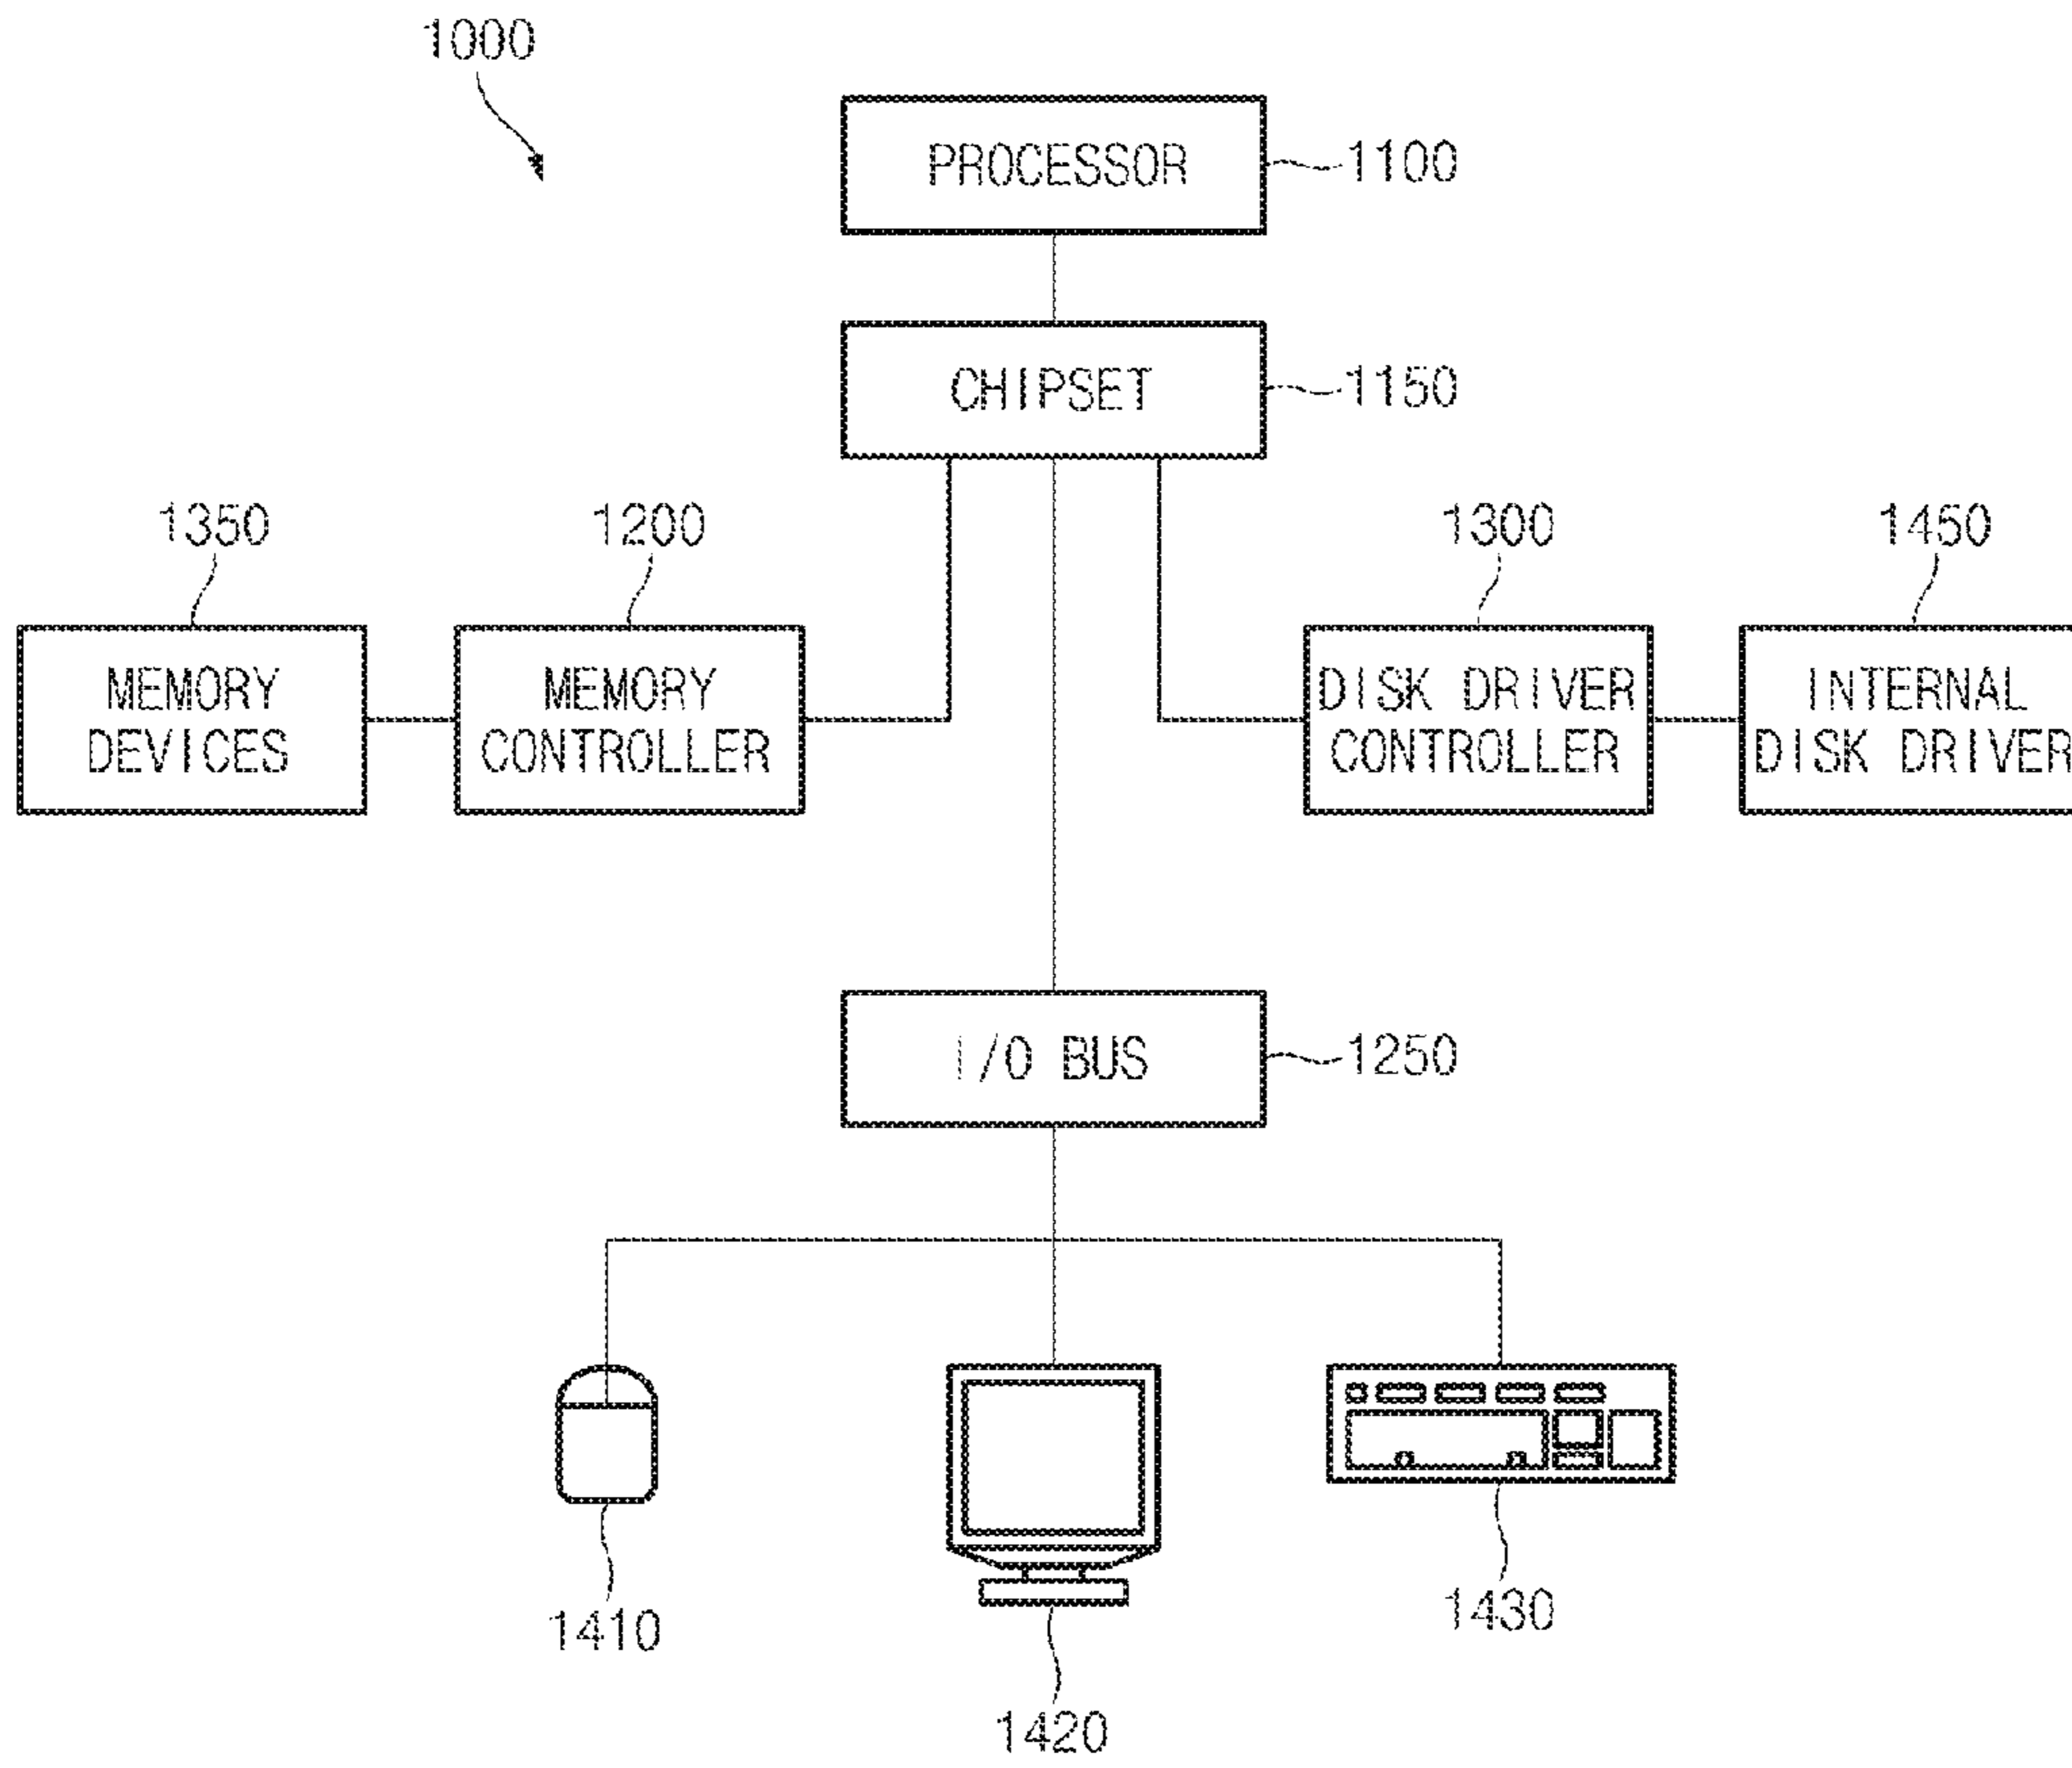 1000
PROCESSOR
1100
CHIPSET
1150
1350
1200
1300
1450
MEMORY
DEVICES
MEMORY
CONTROLLER
DISK DRIVER
CONTROLLER
INTERNAL
DISK DRIVER
I/O BUS
1250
1410
1420
1430